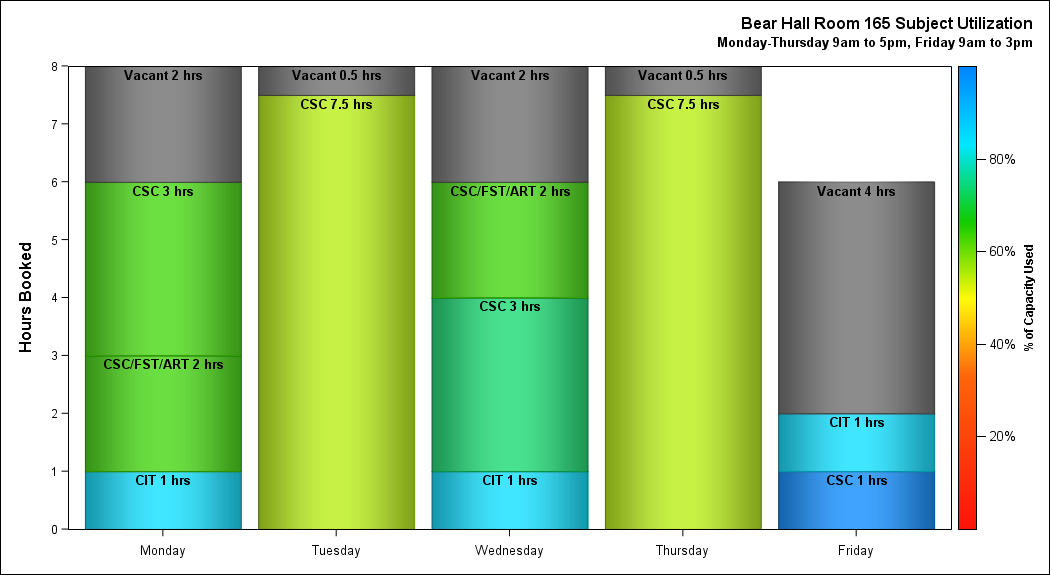 Bear Hall Room 165 Subject Utilization
Monday-Thursday 9am to 5pm, Friday 9am to 3pm
Hours Booked
8
7
6
5
4
3
2
1
0
Vacant 2 hrs
CSC 3 hrs
CSC/FST/ART 2 hrs
CIT 1 hrs
Vacant 0.5 hrs
CSC 7.5 hrs
Vacant 2 hrs
CSC/FST/ART 2 hrs
CSC 3 hrs
CIT 1 hrs
Vacant 0.5 hrs
CSC 7.5 hrs
Vacant 4 hrs
CIT 1 hrs
CSC 1 hrs
Monday
Tuesday
Wednesday
Thursday
Friday
80%
60%
40%
20%
% of Capacity Used